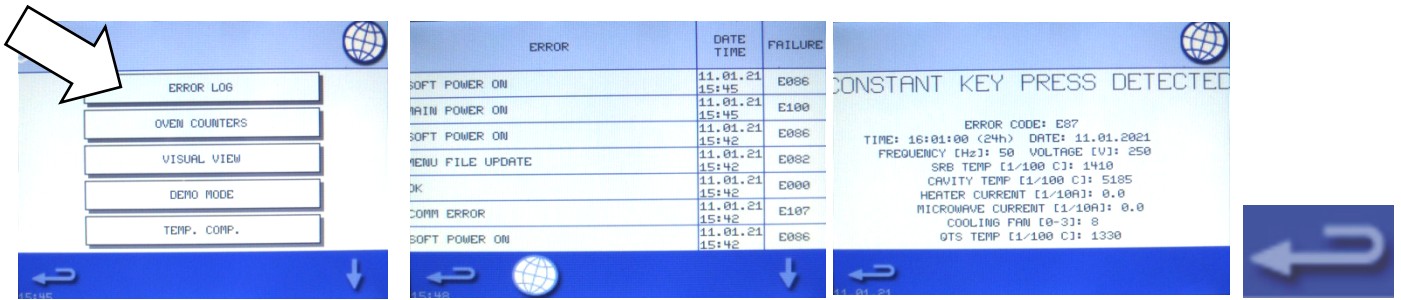 ERROR LOG
OVEN COUNTERS
VISUAL VIEW
DEMO MODE
TEMP. COMP.
15:45
ERROR DATE TIME FAILURE
SOFT POWER ON 11.01.21 15:45 E086
MAIN POWER ON 11.01.21 15:45 E100
SOFT POWER ON 11.01.21 15:42 E086
MENU FILE UPDATE 11.01.21 15:42 E082
OK 11.01.21 15:42 E000
COMM ERROR 11.01.21 15:42 E107
SOFT POWER ON 11.01.21 15:42 E086
15:48
CONSTANT KEY PRESS DETECTED
ERROR CODE: E87
TIME: 16:01:00 (24h) DATE: 11.01.2021
FREQUENCY [Hz]: 50 VOLTAGE [V]: 250
SRB TEMP [1/100 C]: 1410
CAVITY TEMP [1/100 C]: 5185
HEATER CURRENT [1/10A]: 0.0
MICROWAVE CURRENT [1/10A]: 0.0
COOLING FAN [0-3]: 8
QTS TEMP [1/100 C]: 1330
11.01.21